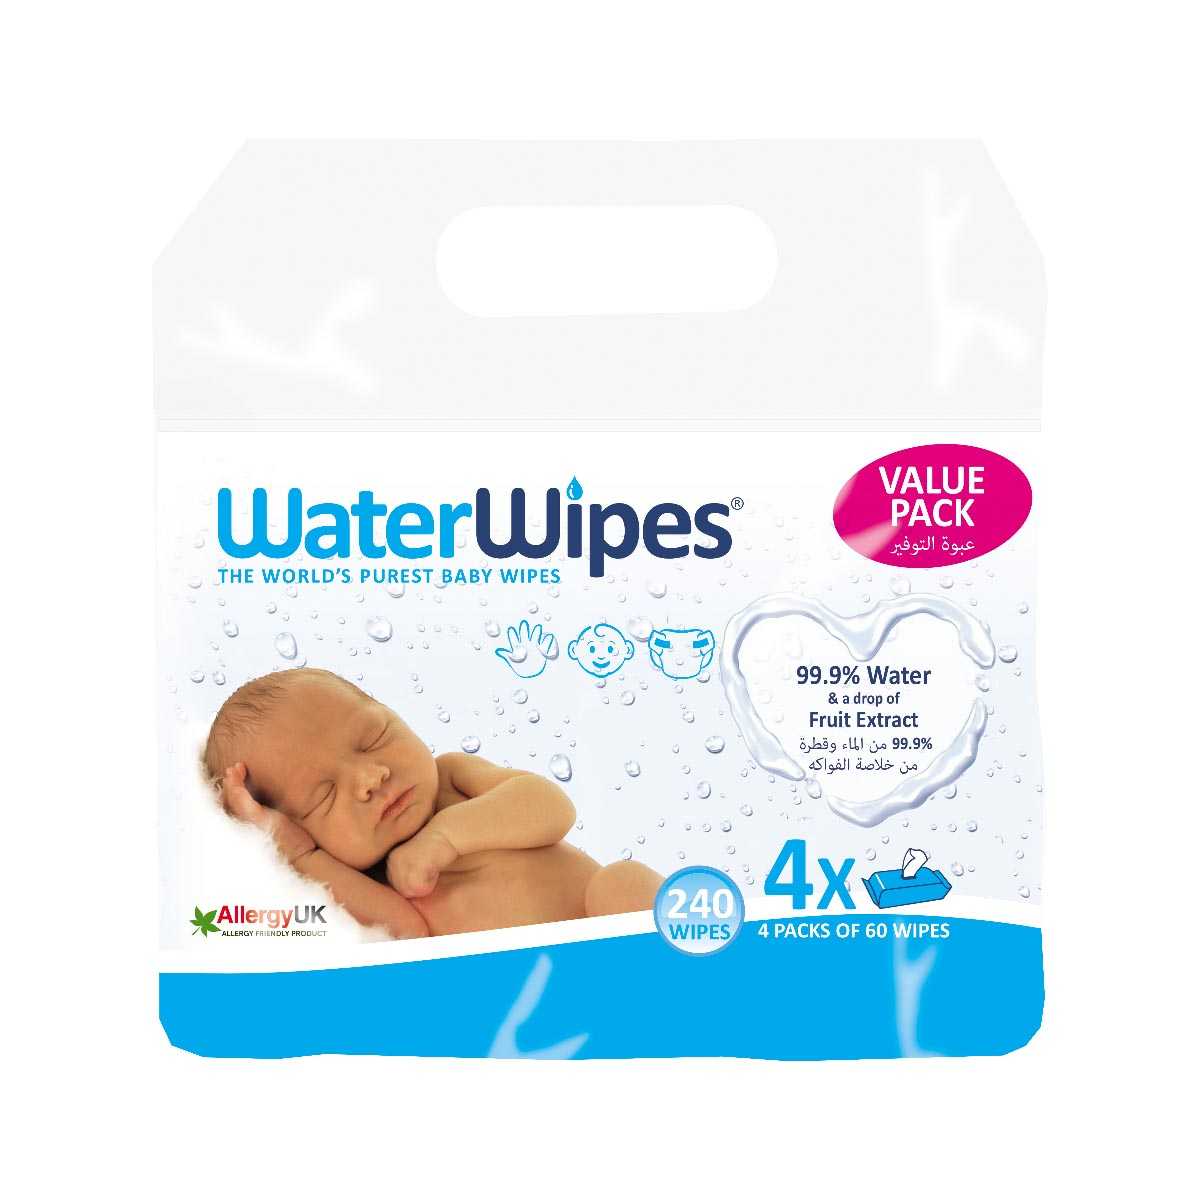 WaterWipes®
THE WORLD'S PUREST BABY WIPES
VALUE
PACK
عبوة التوفير
99.9% Water
& a drop of
Fruit Extract
99.9% من الماء وقطرة
من خلاصة الفواكه
4x
4 PACKS OF 60 WIPES
240
WIPES
AllergyUK
ALLERGY FRIENDLY PRODUCT